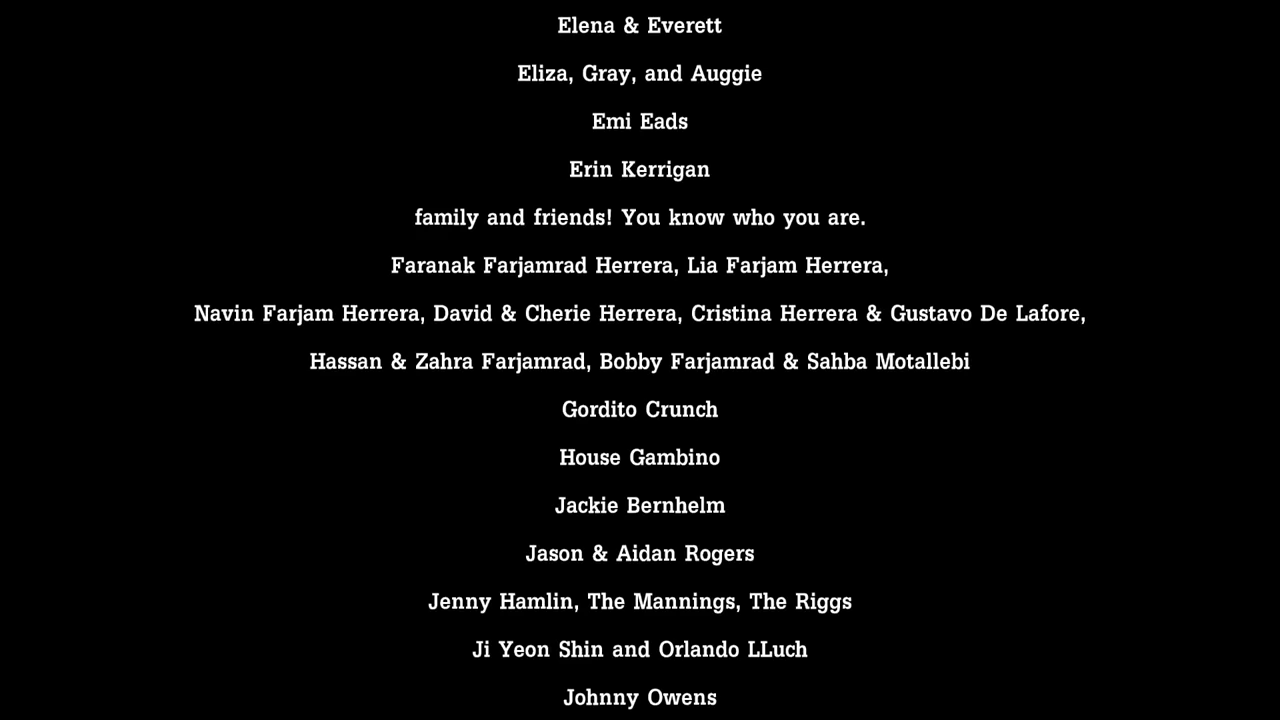 Elena & Everett
Eliza, Gray, and Auggie
Emi Eads
Erin Kerrigan
family and friends! You know who you are.
Faranak Farjamrad Herrera, Lia Farjam Herrera,
Navin Farjam Herrera, David & Cherie Herrera, Cristina Herrera & Gustavo De Lafore,
Hassan & Zahra Farjamrad, Bobby Farjamrad & Sahba Motallebi
Gordito Crunch
House Gambino
Jackie Bernhelm
Jason & Aidan Rogers
Jenny Hamlin, The Mannings, The Riggs
Ji Yeon Shin and Orlando LLuch
Johnny Owens